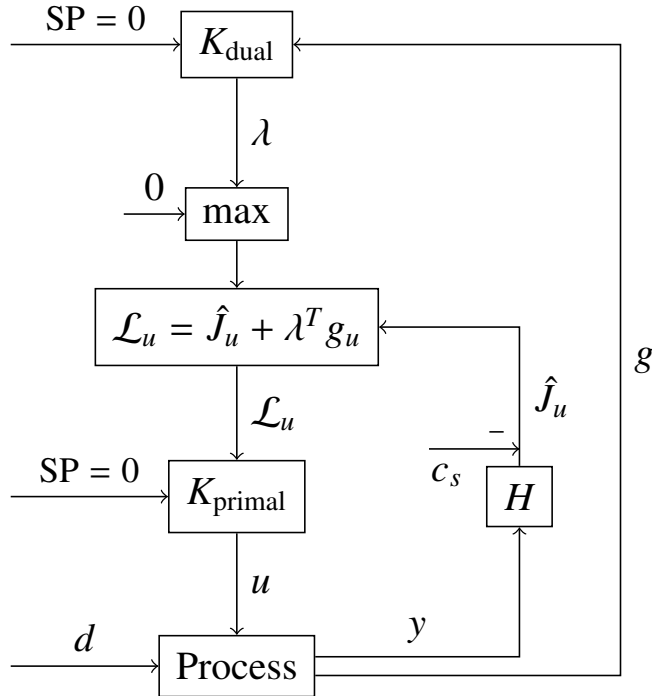 SP = 0
K_dual
λ
0
max
ℒ_u = Ĵ_u + λ^T g_u
g
Ĵ_u
ℒ_u
−
c_s
SP = 0
K_primal
H
u
d
y
Process